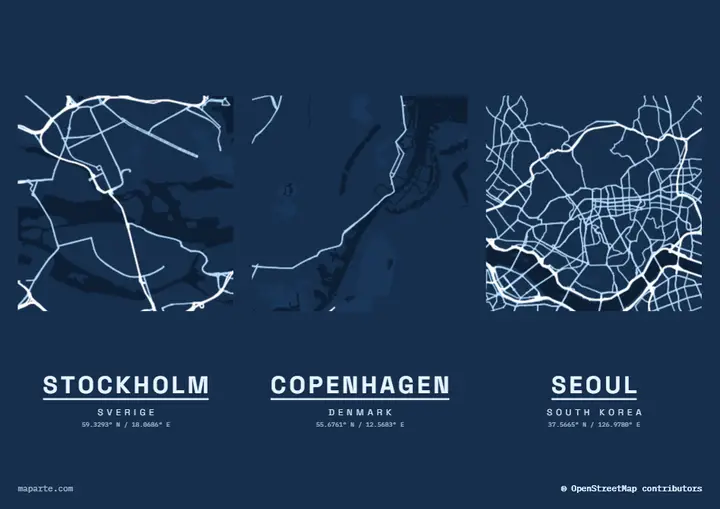 STOCKHOLM
SVERIGE
59.3293° N / 18.0686° E
COPENHAGEN
DENMARK
55.6761° N / 12.5683° E
SEOUL
SOUTH KOREA
37.5665° N / 126.9780° E
maparte.com
© OpenStreetMap contributors